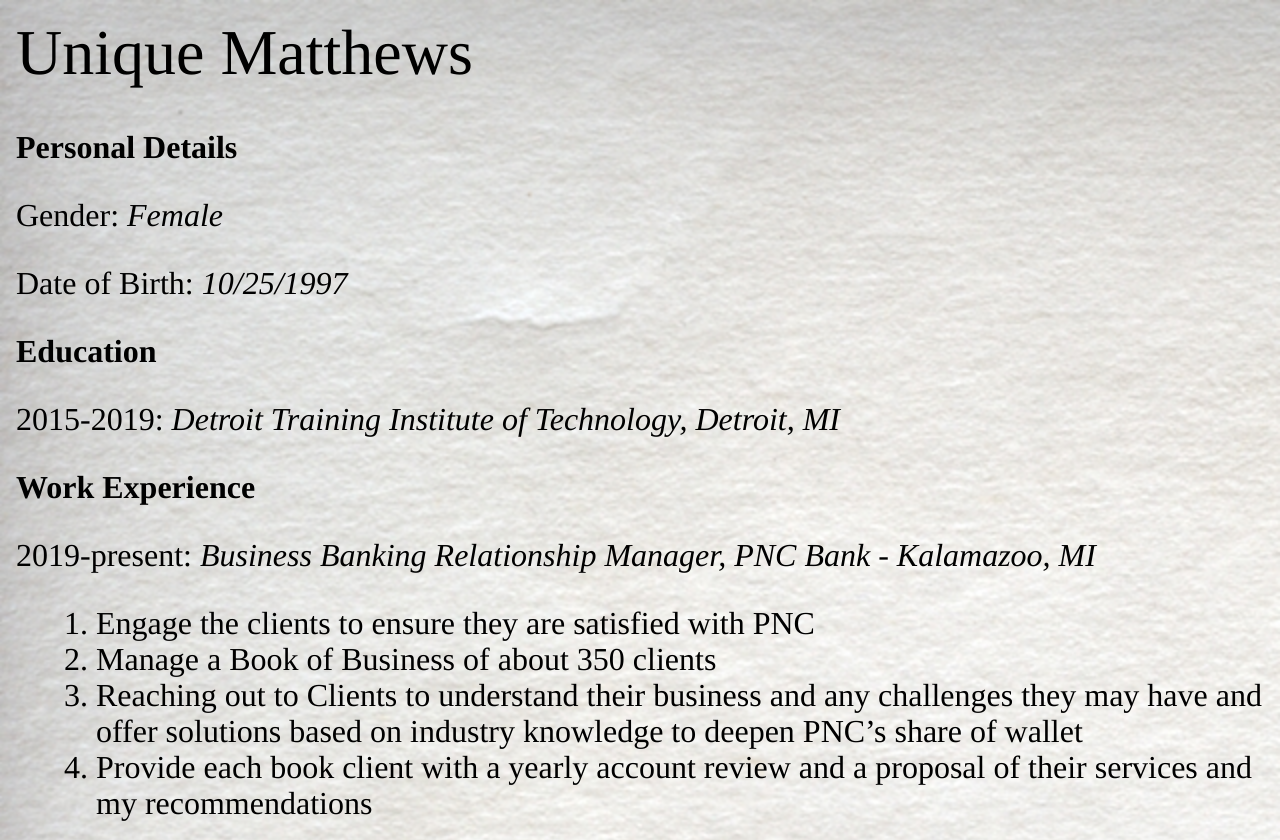 Unique Matthews
Personal Details
Gender: Female
Date of Birth: 10/25/1997
Education
2015-2019: Detroit Training Institute of Technology, Detroit, MI
Work Experience
2019-present: Business Banking Relationship Manager, PNC Bank - Kalamazoo, MI
1. Engage the clients to ensure they are satisfied with PNC
2. Manage a Book of Business of about 350 clients
3. Reaching out to Clients to understand their business and any challenges they may have and
offer solutions based on industry knowledge to deepen PNC’s share of wallet
4. Provide each book client with a yearly account review and a proposal of their services and
my recommendations